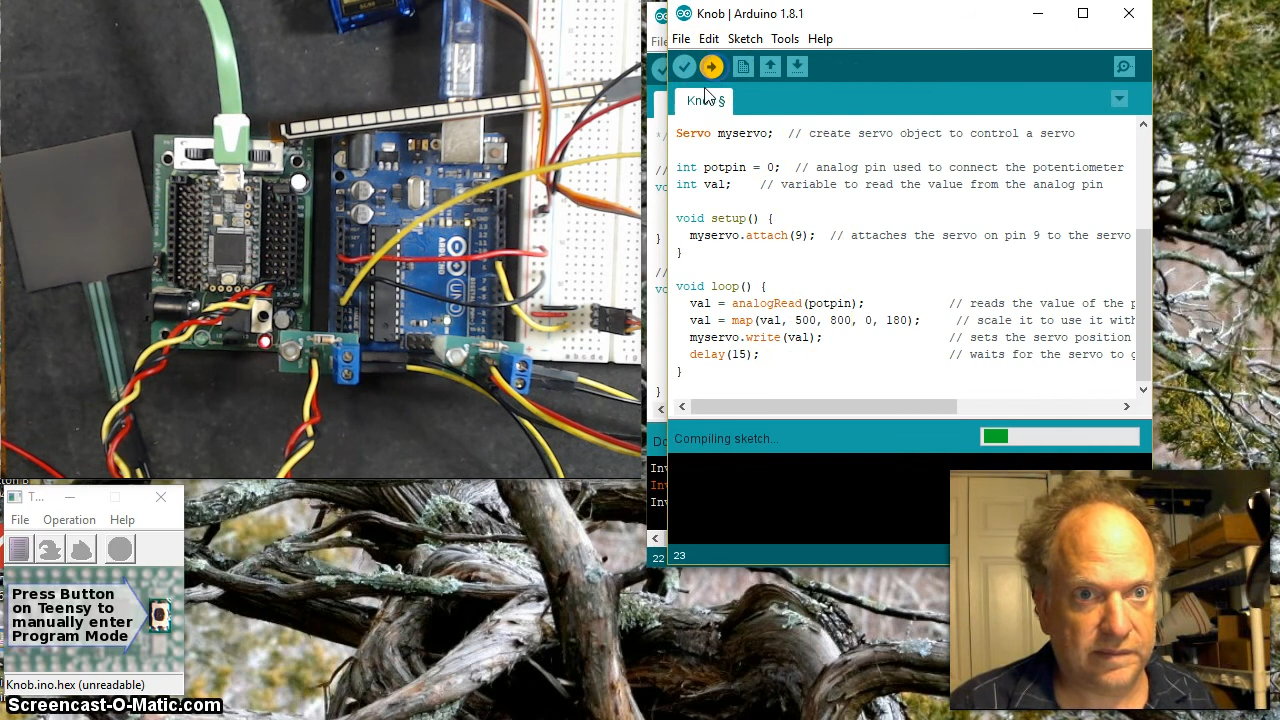 Knob | Arduino 1.8.1
File Edit Sketch Tools Help
Knob §
Servo myservo;  // create servo object to control a servo
int potpin = 0;  // analog pin used to connect the potentiometer
int val;    // variable to read the value from the analog pin
void setup() {
myservo.attach(9);  // attaches the servo on pin 9 to the servo
}
void loop() {
val = analogRead(potpin);            // reads the value of the p
val = map(val, 500, 800, 0, 180);     // scale it to use it with
myservo.write(val);                  // sets the servo position
delay(15);                           // waits for the servo to g
}
Compiling sketch...
23
22
Inv
Inv
Inv
ARDUINO
UNO
T...
File Operation Help
Press Button
on Teensy to
manually enter
Program Mode
Knob.ino.hex (unreadable)
Screencast-O-Matic.com